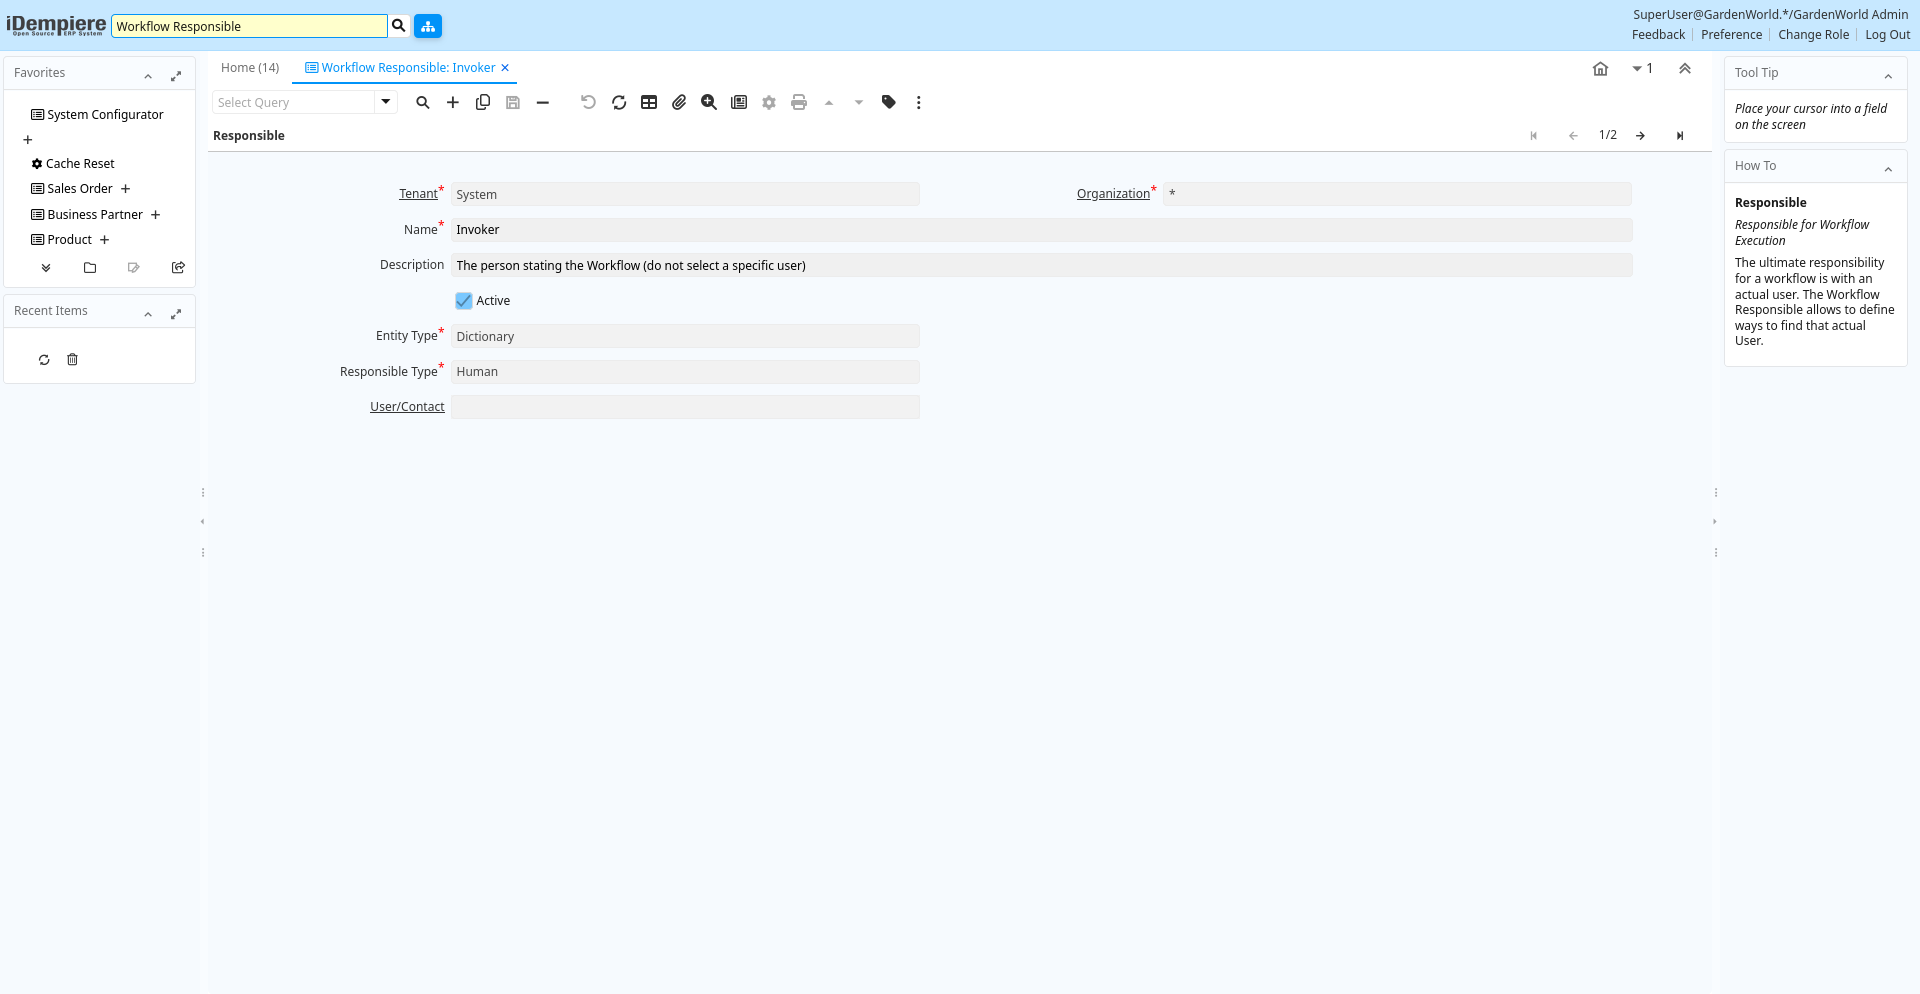 iDempiere
Open Source ERP System
Workflow Responsible
SuperUser@GardenWorld.*/GardenWorld Admin
Feedback
Preference
Change Role
Log Out
Favorites
System Configurator
Cache Reset
Sales Order
Business Partner
Product
Recent Items
Home (14)
Workflow Responsible: Invoker
1
Select Query
Responsible
1/2
Tenant*
System
Organization*
*
Name*
Invoker
Description
The person stating the Workflow (do not select a specific user)
Active
Entity Type*
Dictionary
Responsible Type*
Human
User/Contact
Tool Tip
Place your cursor into a field
on the screen
How To
Responsible
Responsible for Workflow
Execution
The ultimate responsibility
for a workflow is with an
actual user. The Workflow
Responsible allows to define
ways to find that actual
User.